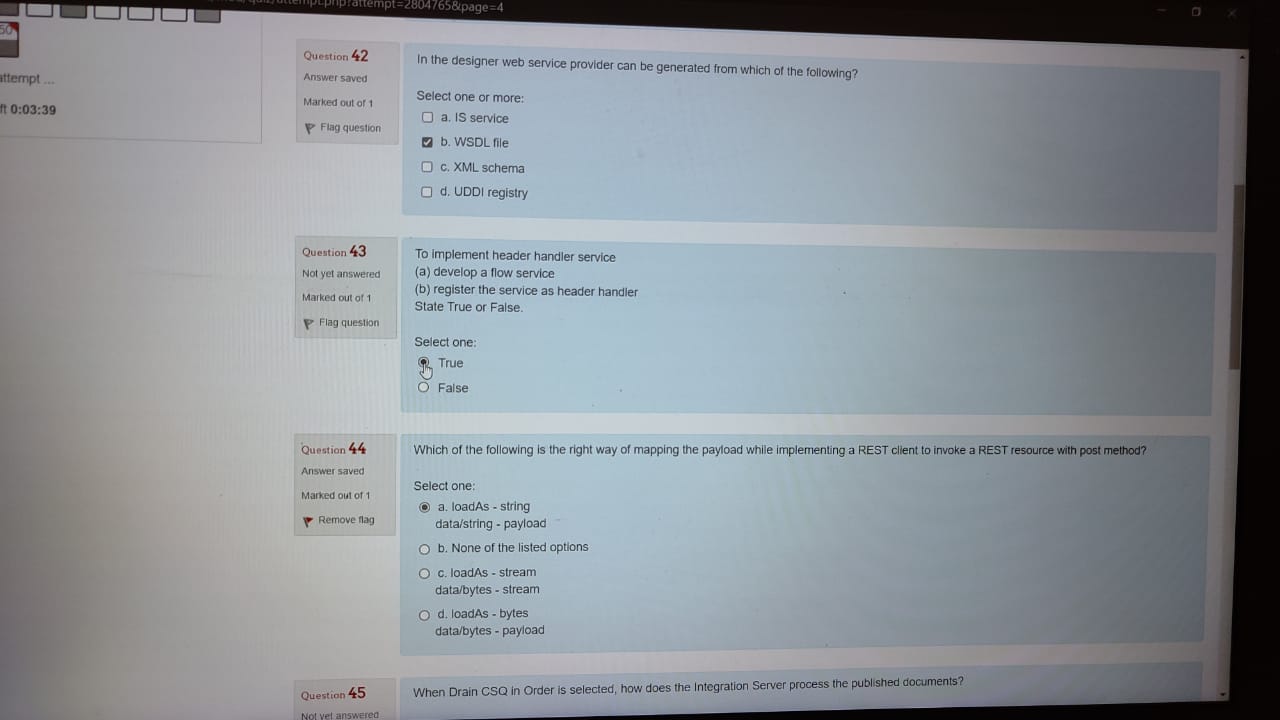 attempt=2804765&page=4
50
attempt ...
0:03:39
Question 42
Answer saved
Marked out of 1
Flag question
In the designer web service provider can be generated from which of the following?
Select one or more:
a. IS service
b. WSDL file
c. XML schema
d. UDDI registry
Question 43
Not yet answered
Marked out of 1
Flag question
To implement header handler service
(a) develop a flow service
(b) register the service as header handler
State True or False.
Select one:
True
False
Question 44
Answer saved
Marked out of 1
Remove flag
Which of the following is the right way of mapping the payload while implementing a REST client to invoke a REST resource with post method?
Select one:
a. loadAs - string
data/string - payload
b. None of the listed options
c. loadAs - stream
data/bytes - stream
d. loadAs - bytes
data/bytes - payload
Question 45
Not yet answered
When Drain CSQ in Order is selected, how does the Integration Server process the published documents?